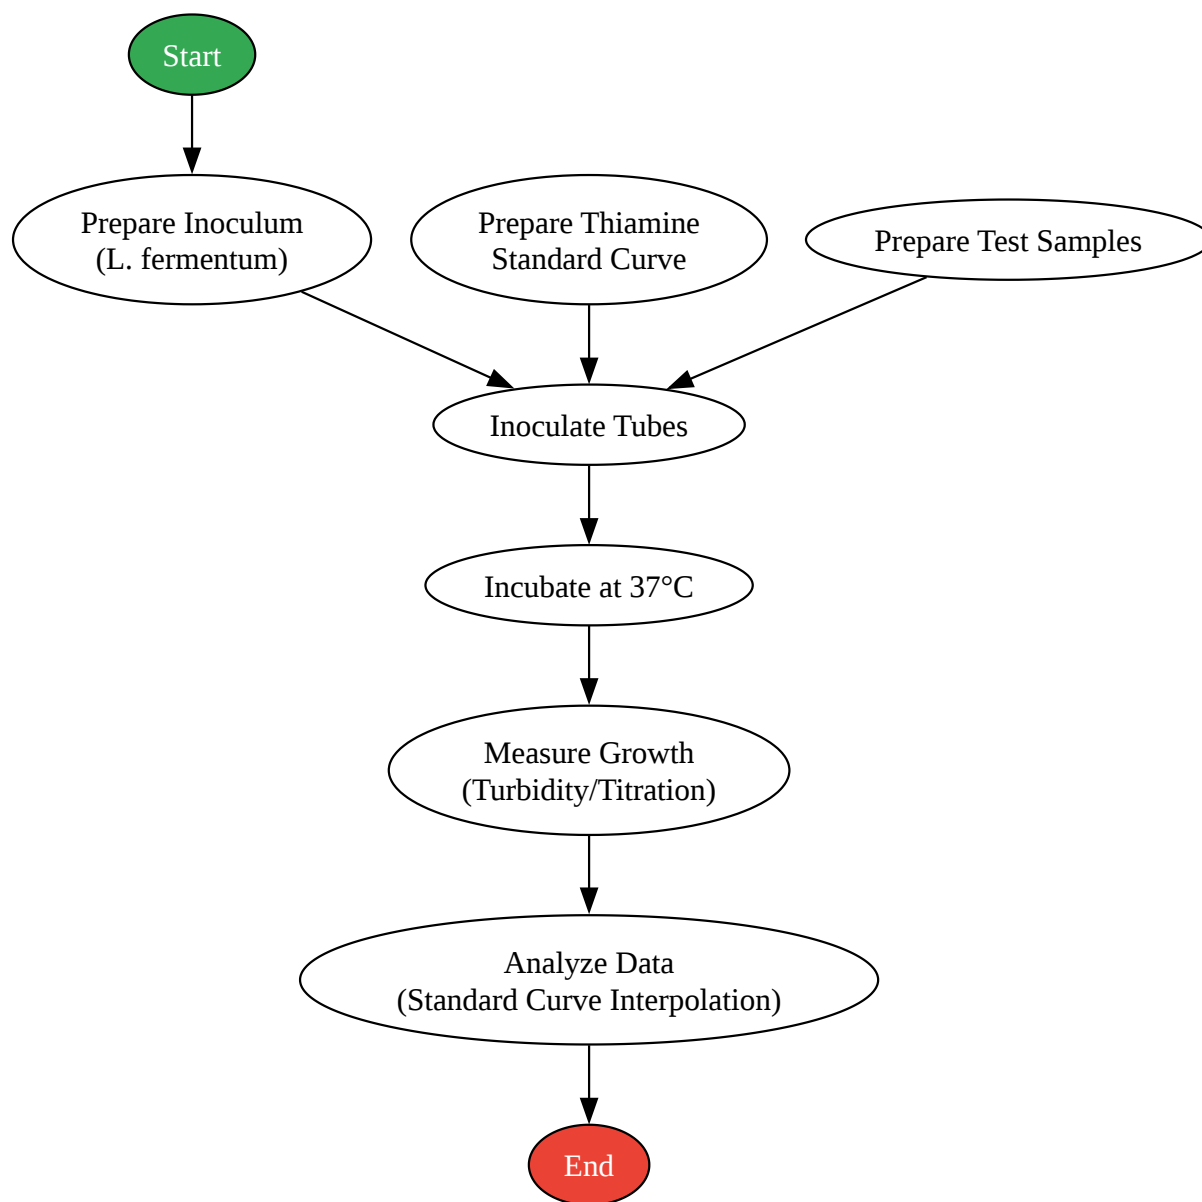 Start
Prepare Inoculum
(L. fermentum)
Prepare Thiamine
Standard Curve
Prepare Test Samples
Inoculate Tubes
Incubate at 37°C
Measure Growth
(Turbidity/Titration)
Analyze Data
(Standard Curve Interpolation)
End